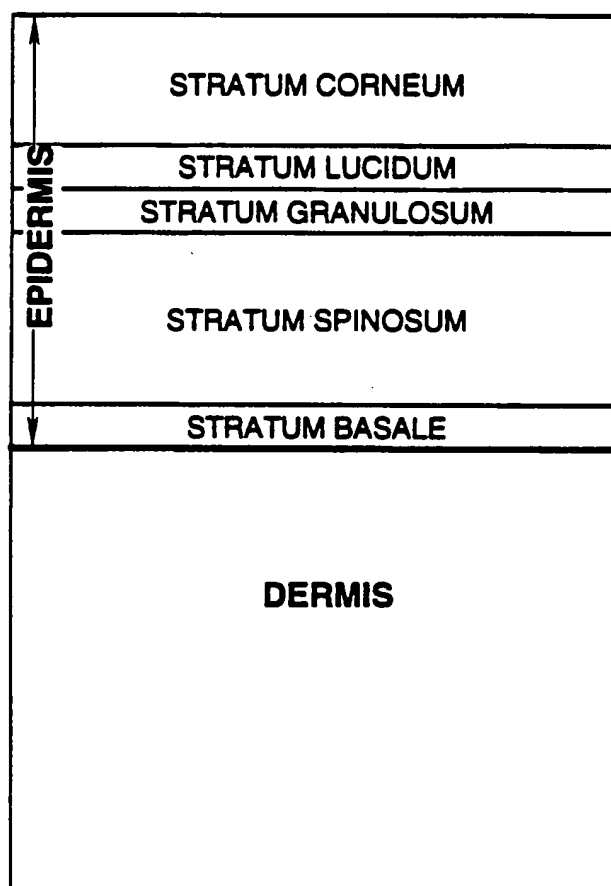 STRATUM CORNEUM
STRATUM LUCIDUM
STRATUM GRANULOSUM
EPIDERMIS
STRATUM SPINOSUM
STRATUM BASALE
DERMIS